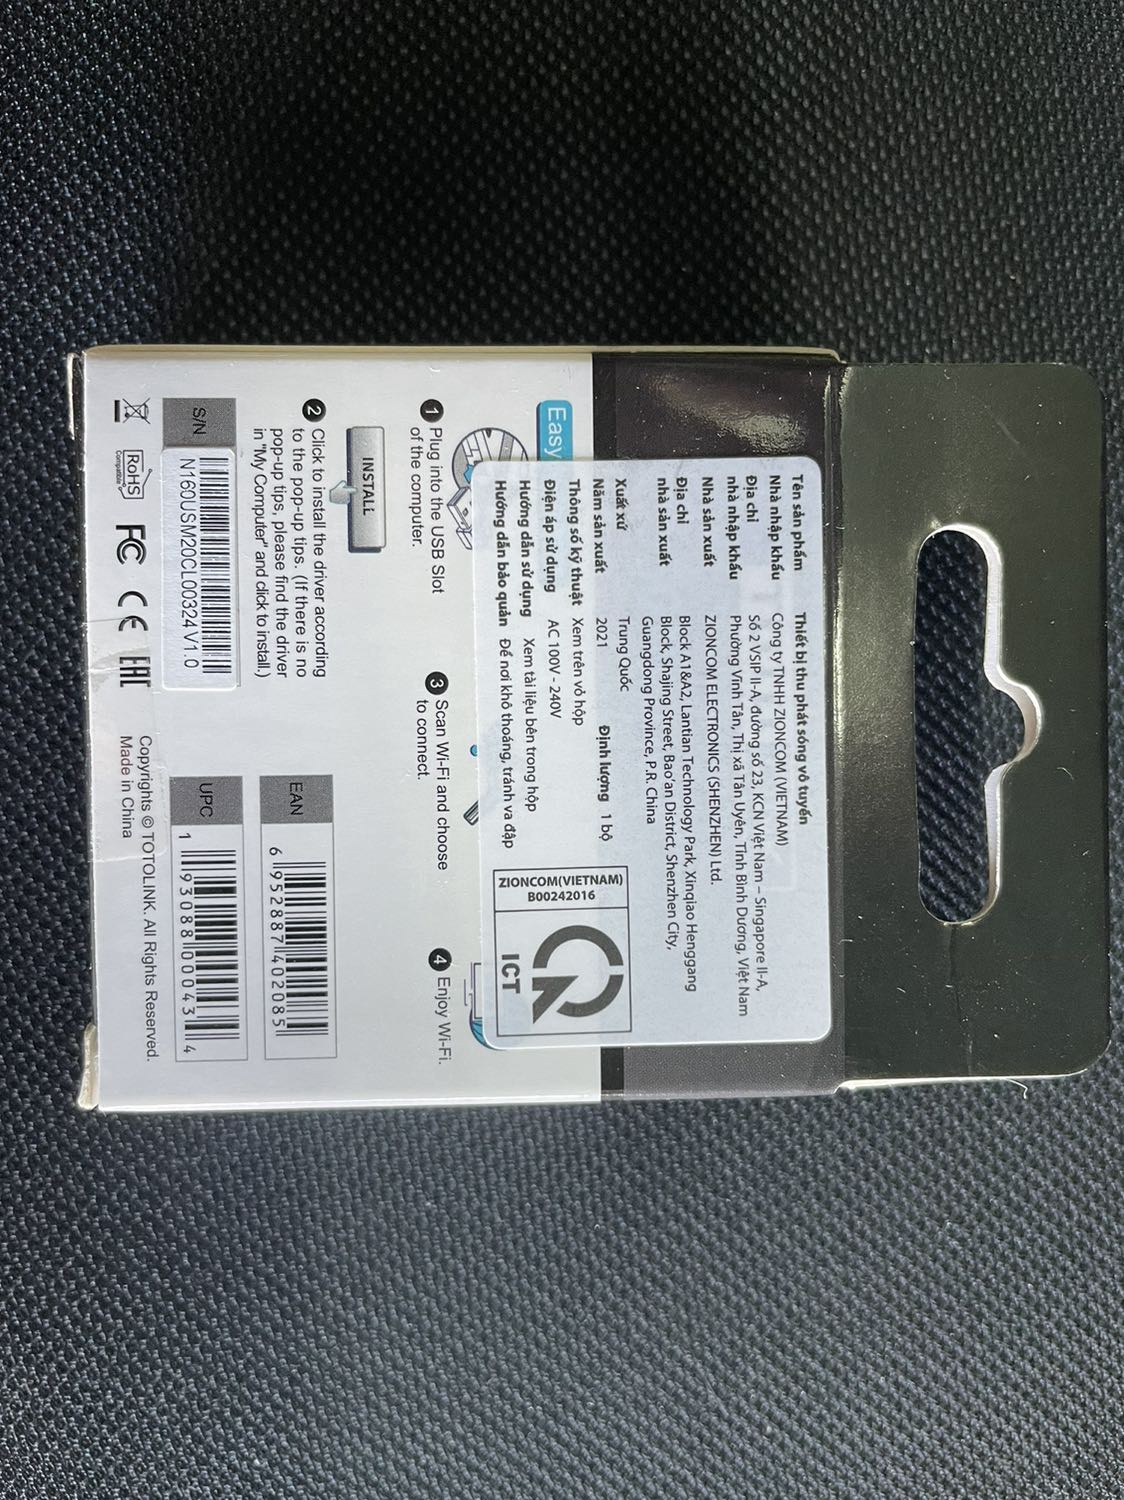 Tên sản phẩm Thiết bị thu phát sóng vô tuyến
Nhà nhập khẩu Công ty TNHH ZIONCOM (VIETNAM)
Địa chỉ Số 2 VSIP II-A, đường số 23, KCN Việt Nam – Singapore II-A,
nhà nhập khẩu Phường Vĩnh Tân, Thị xã Tân Uyên, Tỉnh Bình Dương, Việt Nam
Nhà sản xuất ZIONCOM ELECTRONICS (SHENZHEN) Ltd.
Địa chỉ Block A1&A2, Lantian Technology Park, Xinqiao Henggang
nhà sản xuất Block, Shajing Street, Bao'an District, Shenzhen City,
Guangdong Province, P.R. China
Xuất xứ Trung Quốc
Năm sản xuất 2021 Định lượng 1 bộ
Thông số kỹ thuật Xem trên vỏ hộp
Điện áp sử dụng AC 100V - 240V
Hướng dẫn sử dụng Xem tài liệu bên trong hộp
Hướng dẫn bảo quản Để nơi khô thoáng, tránh va đập
ZIONCOM(VIETNAM)
B00242016
ICT
Easy
1 Plug into the USB Slot
of the computer.
3 Scan Wi-Fi and choose
to connect.
4 Enjoy Wi-Fi.
INSTALL
2 Click to install the driver according
to the pop-up tips. (If there is no
pop-up tips, please find the driver
in "My Computer" and click to install.)
EAN
6 952887 402085
S/N
N160USM20CL00324 V1.0
UPC
1 93088 00043 4
RoHS
Compatible
FC CE EAC
Copyrights © TOTOLINK. All Rights Reserved.
Made in China